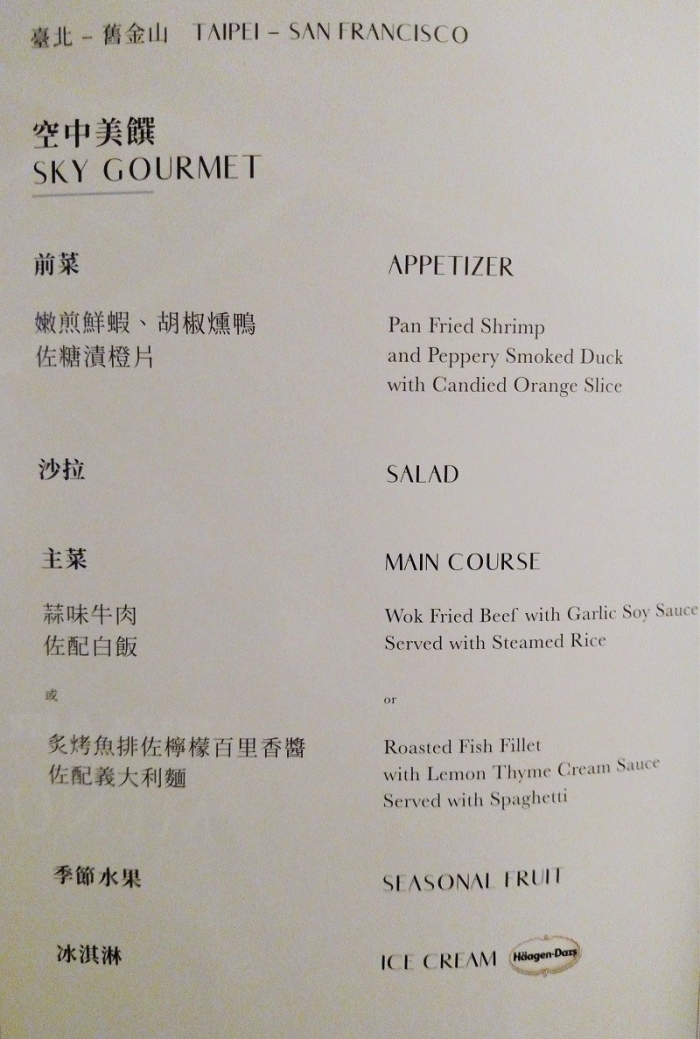 臺北 – 舊金山 TAIPEI – SAN FRANCISCO
空中美饌
SKY GOURMET
前菜
APPETIZER
嫩煎鮮蝦、胡椒燻鴨
佐糖漬橙片
Pan Fried Shrimp
and Peppery Smoked Duck
with Candied Orange Slice
沙拉
SALAD
主菜
MAIN COURSE
蒜味牛肉
佐配白飯
Wok Fried Beef with Garlic Soy Sauce
Served with Steamed Rice
或
or
炙烤魚排佐檸檬百里香醬
佐配義大利麵
Roasted Fish Fillet
with Lemon Thyme Cream Sauce
Served with Spaghetti
季節水果
SEASONAL FRUIT
冰淇淋
ICE CREAM Häagen-Dazs